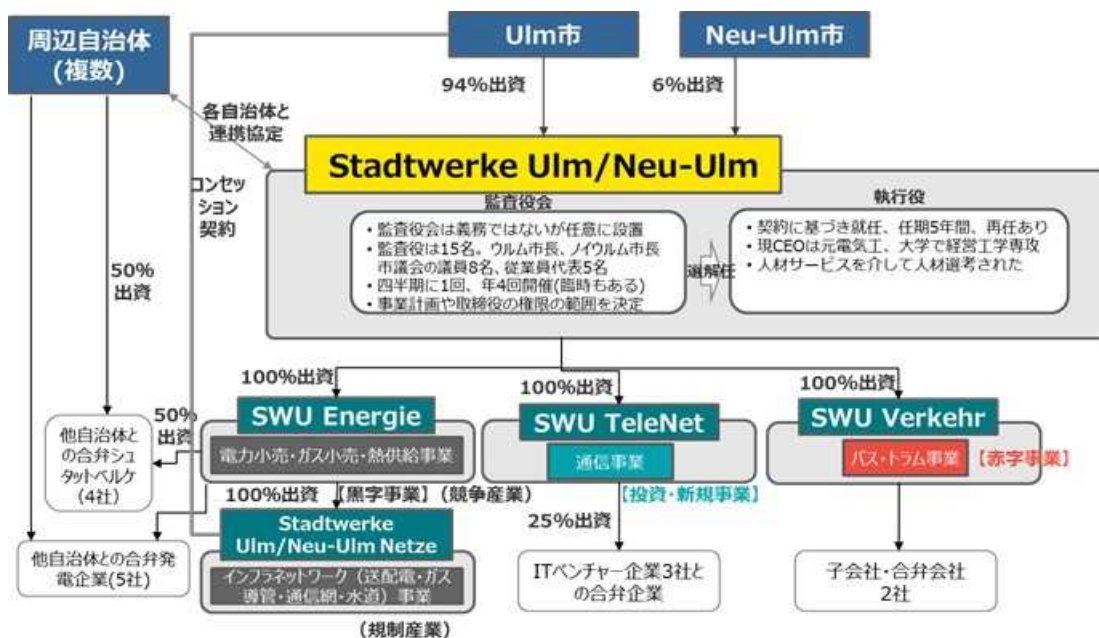 周辺自治体
(複数)
Ulm市
Neu-Ulm市
94%出資
6%出資
各自治体と
連携協定
Stadtwerke Ulm/Neu-Ulm
コンセッ
ション
契約
50%
出資
監査役会
・監査役会は義務ではないが任意に設置
・監査役は15名。ウルム市長、ノイウルム市長
市議会の議員8名、従業員代表5名
・四半期に1回、年4回開催(臨時もある)
・事業計画や取締役の権限の範囲を決定
選解任
執行役
・契約に基づき就任、任期5年間、再任あり
・現CEOは元電気工、大学で経営工学専攻
・人材サービスを介して人材選考された
100%出資
100%出資
100%出資
50%
出資
SWU Energie
電力小売・ガス小売・熱供給事業
SWU TeleNet
通信事業
SWU Verkehr
バス・トラム事業
【赤字事業】
他自治体と
の合弁シュ
タットベルケ
(4社)
100%出資
【黒字事業】(競争産業)
【投資・新規事業】
25%出資
Stadtwerke
Ulm/Neu-Ulm Netze
インフラネットワーク(送配電・ガス
導管・通信網・水道)事業
(規制産業)
他自治体との合弁発
電企業(5社)
ITベンチャー企業3社と
の合弁企業
子会社・合弁会社
2社